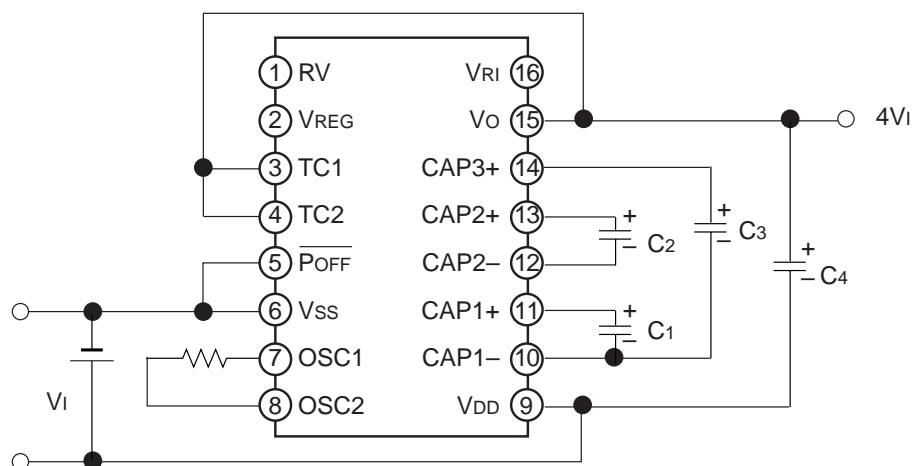 1 RV
2 VREG
3 TC1
4 TC2
5 POFF
6 VSS
7 OSC1
8 OSC2
VRI 16
VO 15
CAP3+ 14
CAP2+ 13
CAP2– 12
CAP1+ 11
CAP1– 10
VDD 9
VI
+
– C1
+
– C2
+
– C3
+
– C4
4VI